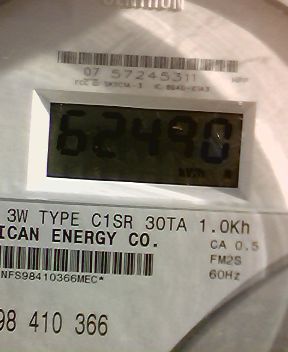 CENTRON
07 57245311
62490
3W TYPE C1SR 30TA 1.0Kh
ICAN ENERGY CO.
CA 0.5
FM2S
NFS98410366MEC*
60Hz
98 410 366